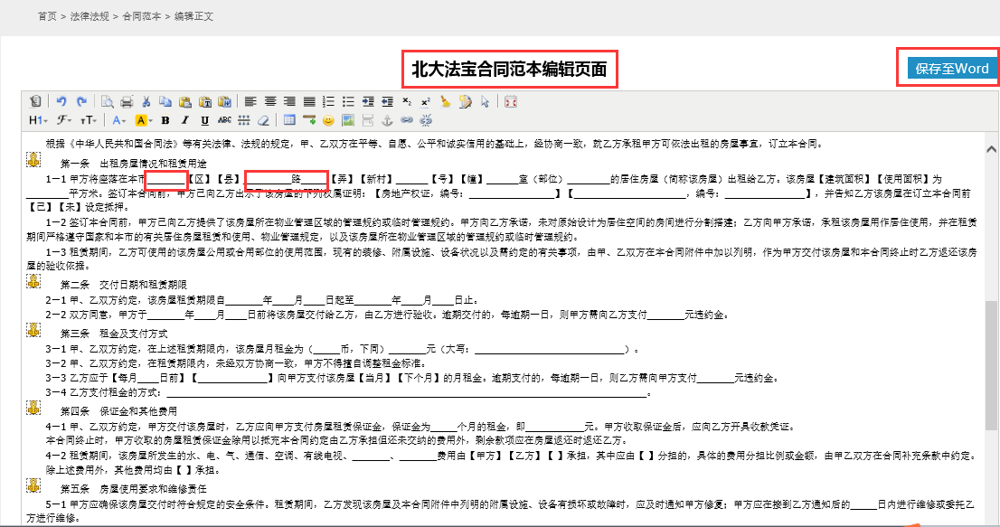 首页 > 法律法规 > 合同范本 > 编辑正文
北大法宝合同范本编辑页面
保存至Word
根据《中华人民共和国合同法》等有关法律、法规的规定，甲、乙双方在平等、自愿、公平和诚实信用的基础上，经协商一致，就乙方承租甲方可依法出租的房屋事宜，订立本合同。
第一条 出租房屋情况和租赁用途
1－1 甲方将座落在本市______【区】【县】________路____【弄】【新村】______【号】【幢】______室（部位）________的居住房屋（简称该房屋）出租给乙方。该房屋【建筑面积】【使用面积】为
________平方米。签订本合同前，甲方已向乙方出示了该房屋的下列权属证明：【房地产权证，编号：________________】【____________________，编号：_______________】，并告知乙方该房屋在订立本合同前
【已】【未】设定抵押。
1－2 签订本合同前，甲方已向乙方提供了该房屋所在物业管理区域的管理规约或临时管理规约。甲方向乙方承诺，未对原始设计为居住空间的房间进行分割搭建；乙方向甲方承诺，承租该房屋用作居住使用，并在租赁
期间严格遵守国家和本市的有关居住房屋租赁和使用、物业管理规定，以及该房屋所在物业管理区域的管理规约或临时管理规约。
1－3 租赁期间，乙方可使用的该房屋公用或合用部位的使用范围，现有的装修、附属设施、设备状况以及需约定的有关事项，由甲、乙双方在本合同附件中加以列明，作为甲方交付该房屋和本合同终止时乙方返还该房
屋的验收依据。
第二条 交付日期和租赁期限
2－1 甲、乙双方约定，该房屋租赁期限自_______年____月____日起至_______年____月____日止。
2－2 双方同意，甲方于_______年____月____日前将该房屋交付给乙方，由乙方进行验收。逾期交付的，每逾期一日，则甲方需向乙方支付_______元违约金。
第三条 租金及支付方式
3－1 甲、乙双方约定，在上述租赁期限内，该房屋月租金为（_____币，下同）_______元（大写：___________________________）。
3－2 甲、乙双方约定，在租赁期限内，未经双方协商一致，甲方不得擅自调整租金标准。
3－3 乙方应于【每月____日前】【_____________】向甲方支付该房屋【当月】【下个月】的月租金。逾期支付的，每逾期一日，则乙方需向甲方支付_______元违约金。
3－4 乙方支付租金的方式：________________________________________________。
第四条 保证金和其他费用
4－1 甲、乙双方约定，甲方交付该房屋时，乙方应向甲方支付房屋租赁保证金，保证金为_____个月的租金，即___________元。甲方收取保证金后，应向乙方开具收款凭证。
本合同终止时，甲方收取的房屋租赁保证金除用以抵充本合同约定由乙方承担但还未交纳的费用外，剩余款项应在房屋返还时返还乙方。
4－2 租赁期间，该房屋所发生的水、电、气、通信、空调、有线电视、_______、_______费用由【甲方】【乙方】【 】承担，其中应由【 】分担的，具体的费用分担比例或金额，由甲乙双方在合同补充条款中约定。
除上述费用外，其他费用均由【 】承担。
第五条 房屋使用要求和维修责任
5－1 甲方应确保该房屋交付时符合规定的安全条件。租赁期间，乙方发现该房屋及本合同附件中列明的附属设施、设备有损坏或故障时，应及时通知甲方修复；甲方应在接到乙方通知后的_____日内进行维修或委托乙
方进行维修。